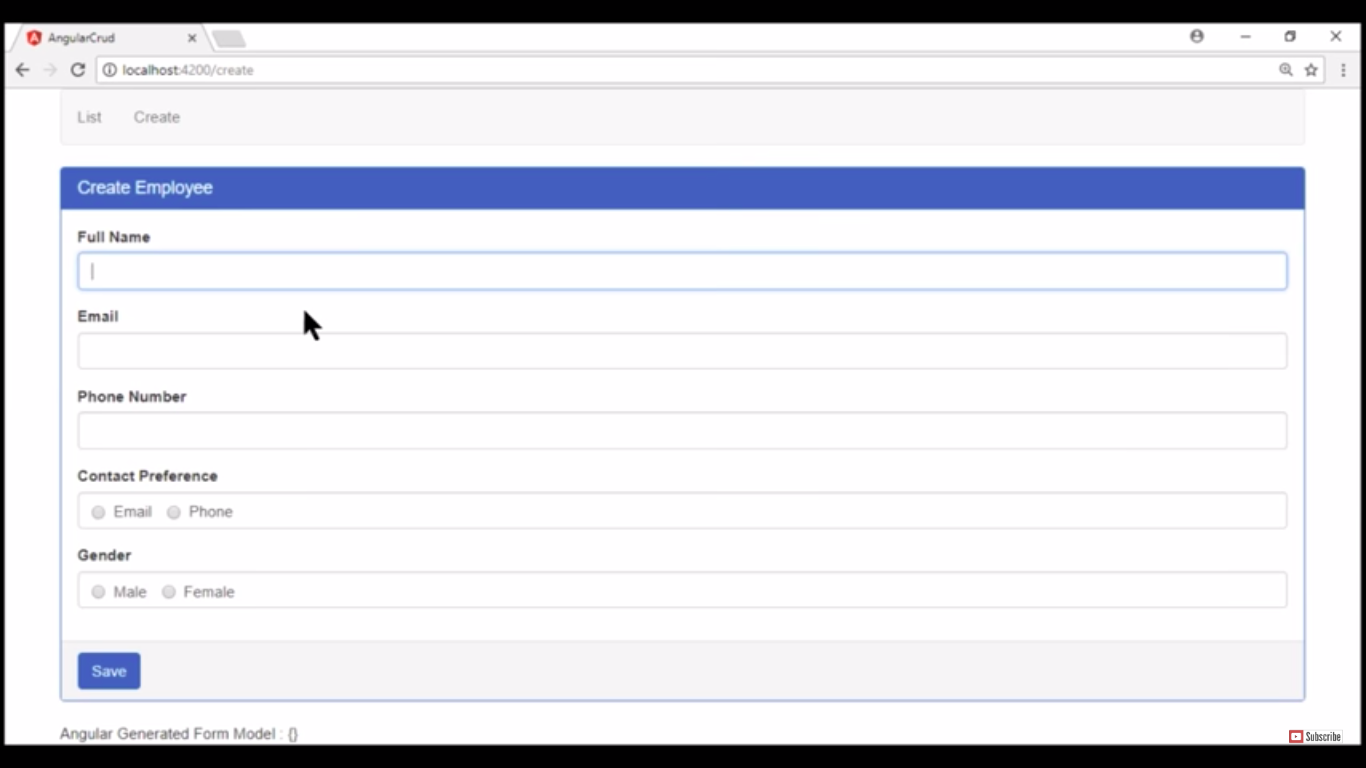 AngularCrud
localhost:4200/create
List Create
Create Employee
Full Name
Email
Phone Number
Contact Preference
Email Phone
Gender
Male Female
Save
Angular Generated Form Model : {}
Subscribe